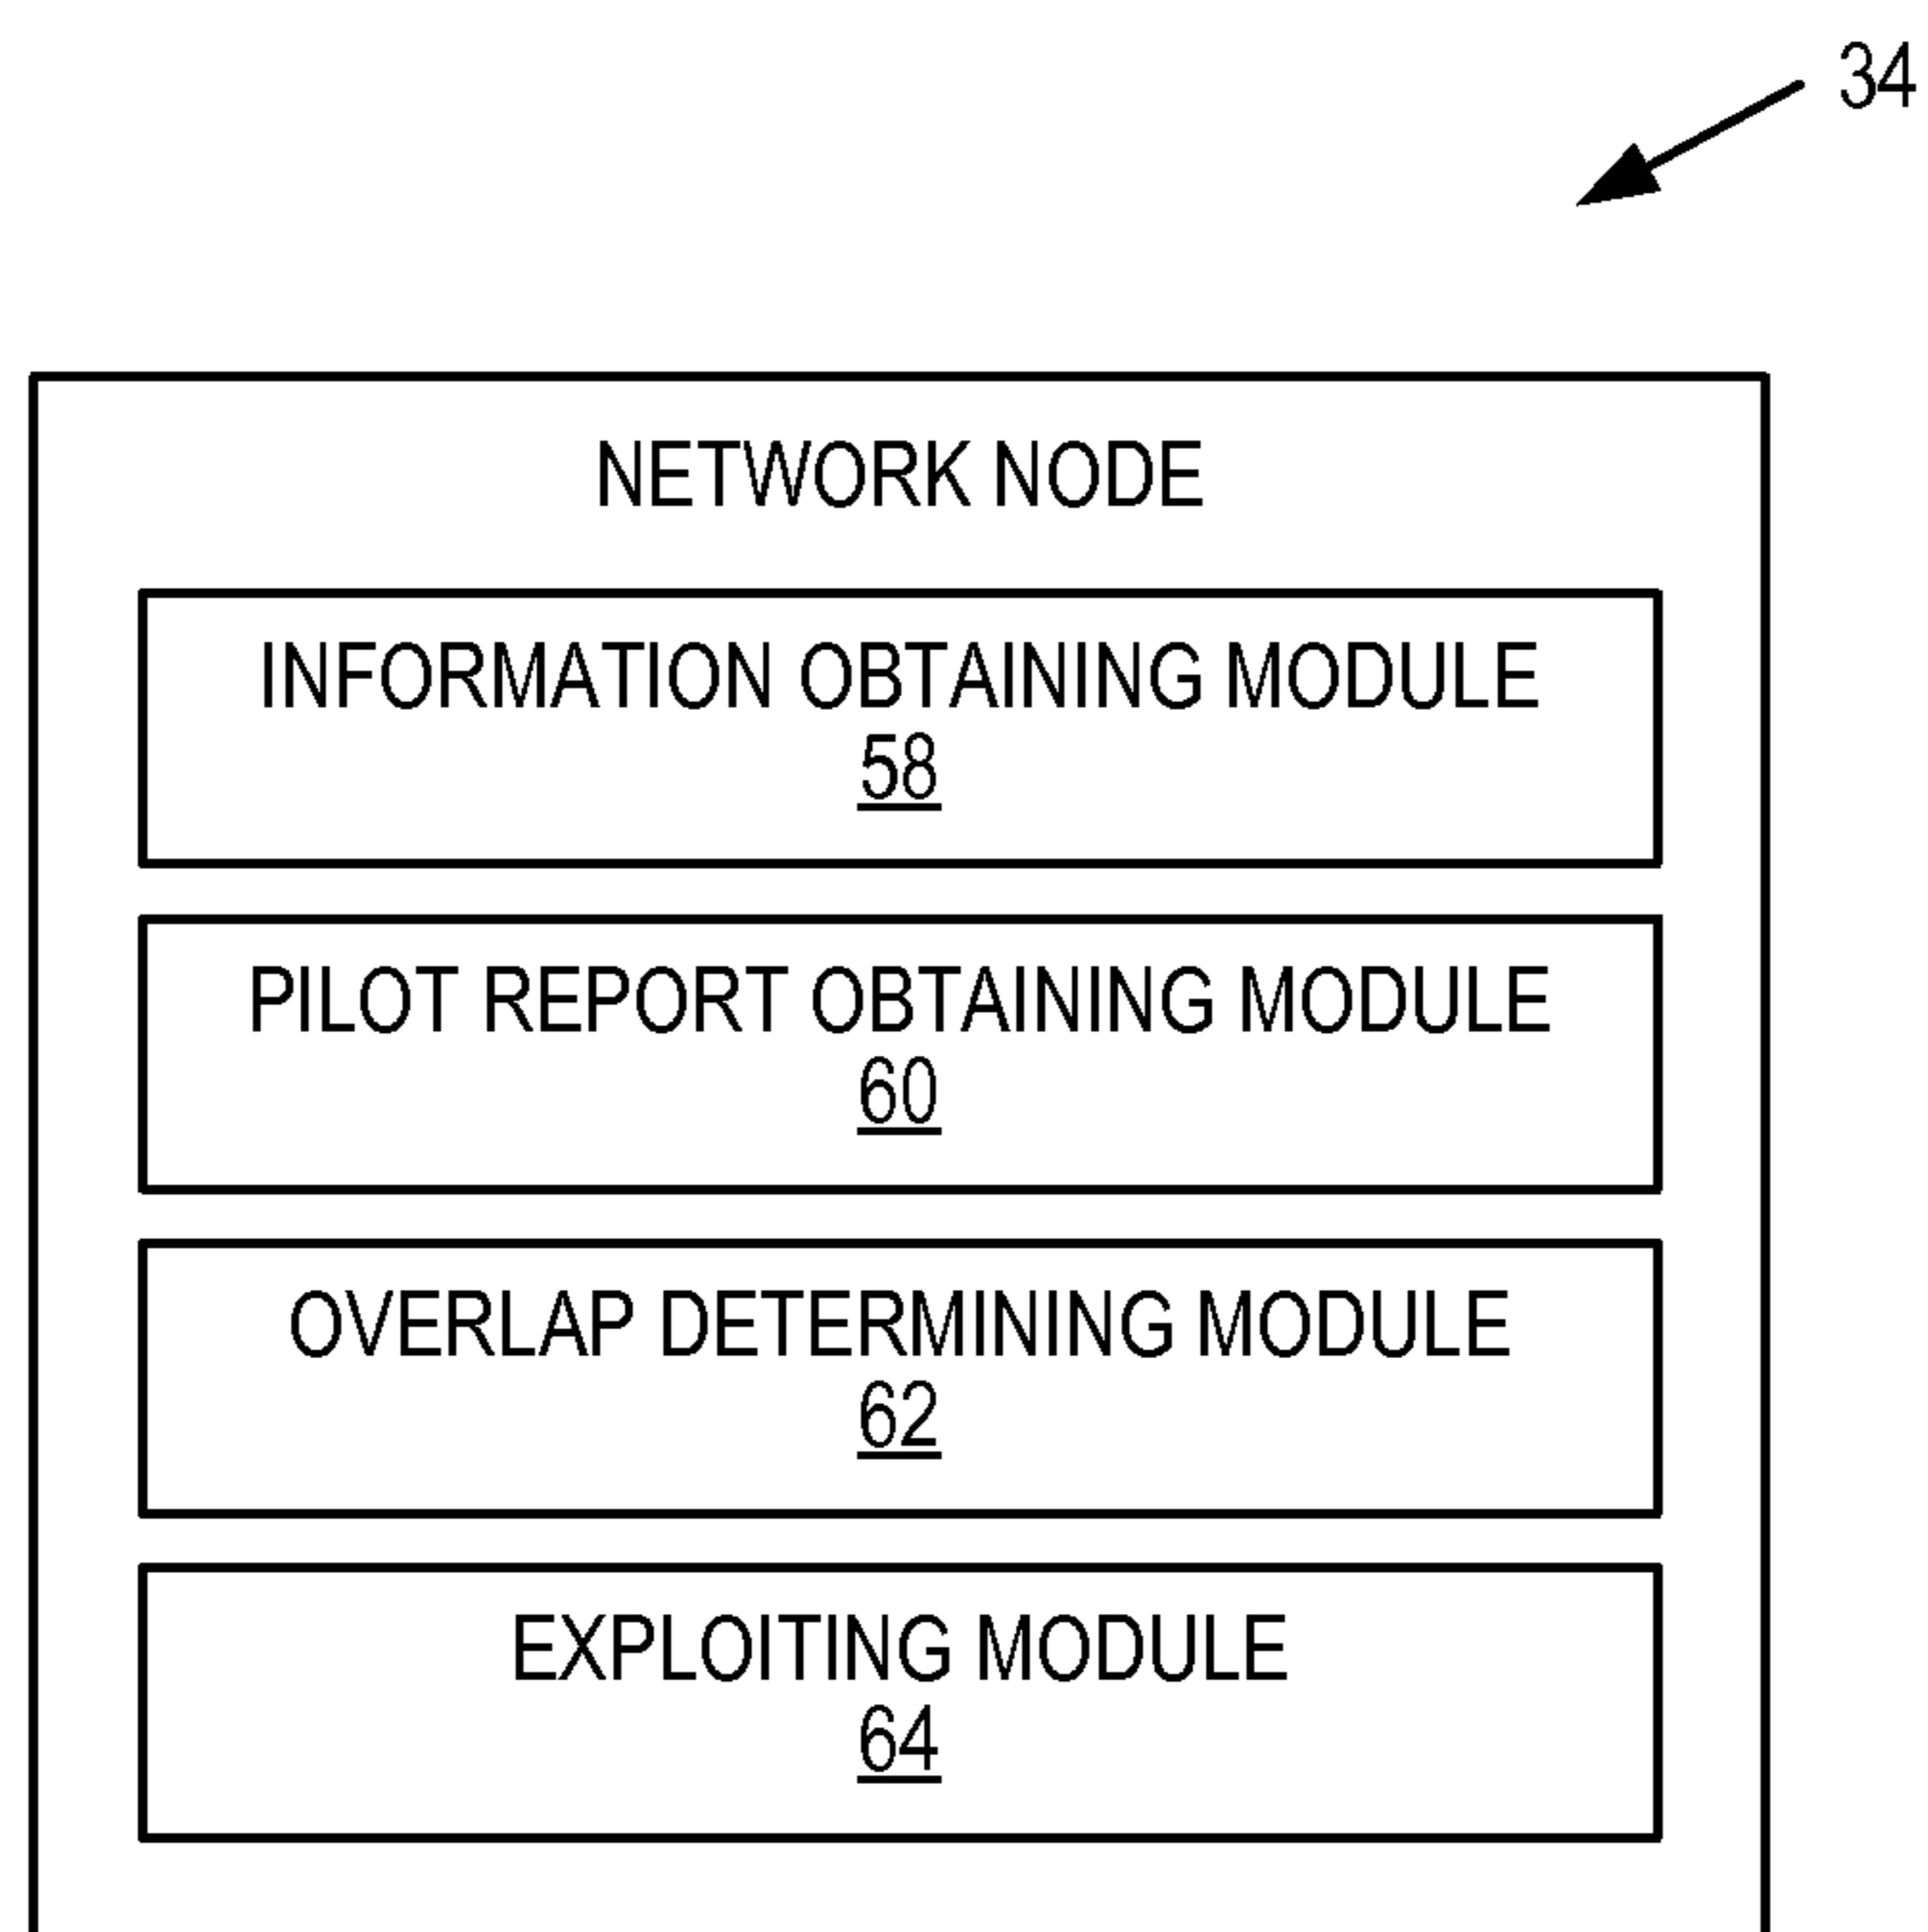 34
NETWORK NODE
INFORMATION OBTAINING MODULE
58
PILOT REPORT OBTAINING MODULE
60
OVERLAP DETERMINING MODULE
62
EXPLOITING MODULE
64